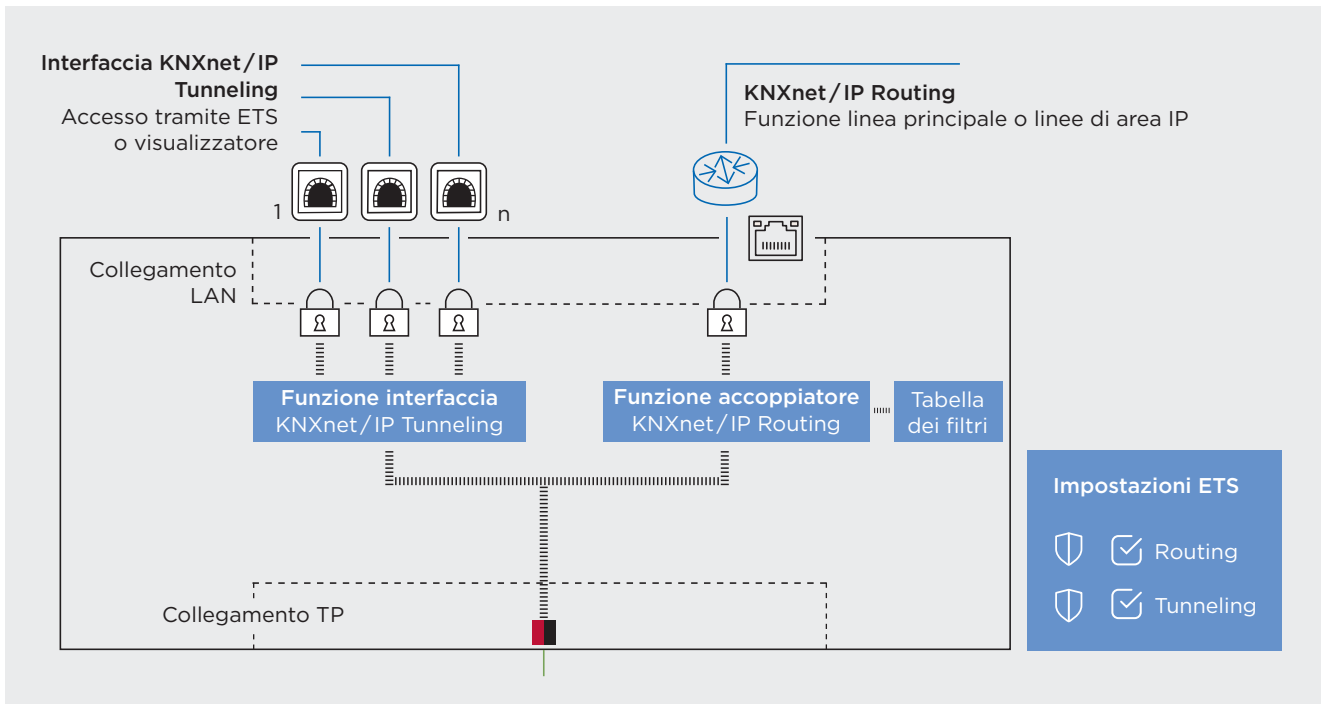 Interfaccia KNXnet/IP
Tunneling
Accesso tramite ETS
o visualizzatore
KNXnet/IP Routing
Funzione linea principale o linee di area IP
1
n
Collegamento
LAN
Funzione interfaccia
KNXnet/IP Tunneling
Funzione accoppiatore
KNXnet/IP Routing
Tabella
dei filtri
Impostazioni ETS
Routing
Tunneling
Collegamento TP